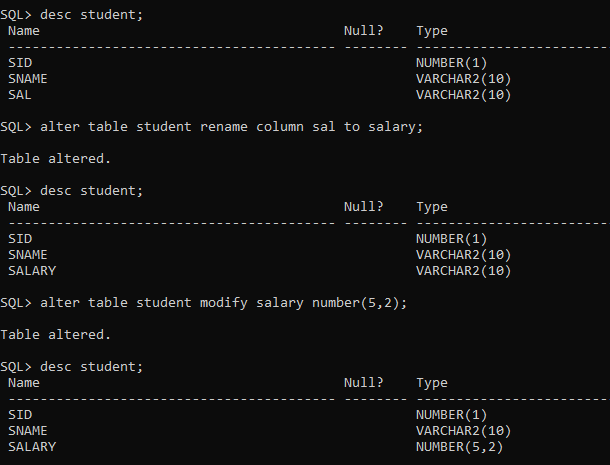 SQL> desc student;
 Name                                      Null?    Type
 ----------------------------------------- -------- ------------------------
 SID                                                NUMBER(1)
 SNAME                                              VARCHAR2(10)
 SAL                                                VARCHAR2(10)
SQL> alter table student rename column sal to salary;
Table altered.
SQL> desc student;
 Name                                      Null?    Type
 ----------------------------------------- -------- ------------------------
 SID                                                NUMBER(1)
 SNAME                                              VARCHAR2(10)
 SALARY                                             VARCHAR2(10)
SQL> alter table student modify salary number(5,2);
Table altered.
SQL> desc student;
 Name                                      Null?    Type
 ----------------------------------------- -------- ------------------------
 SID                                                NUMBER(1)
 SNAME                                              VARCHAR2(10)
 SALARY                                             NUMBER(5,2)